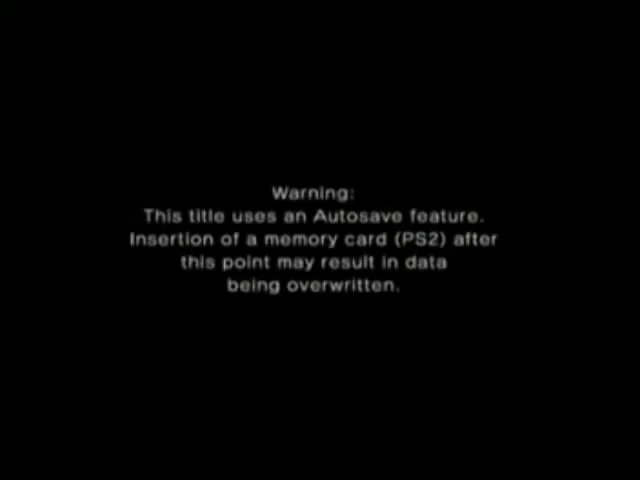 Warning:
This title uses an Autosave feature.
Insertion of a memory card (PS2) after
this point may result in data
being overwritten.